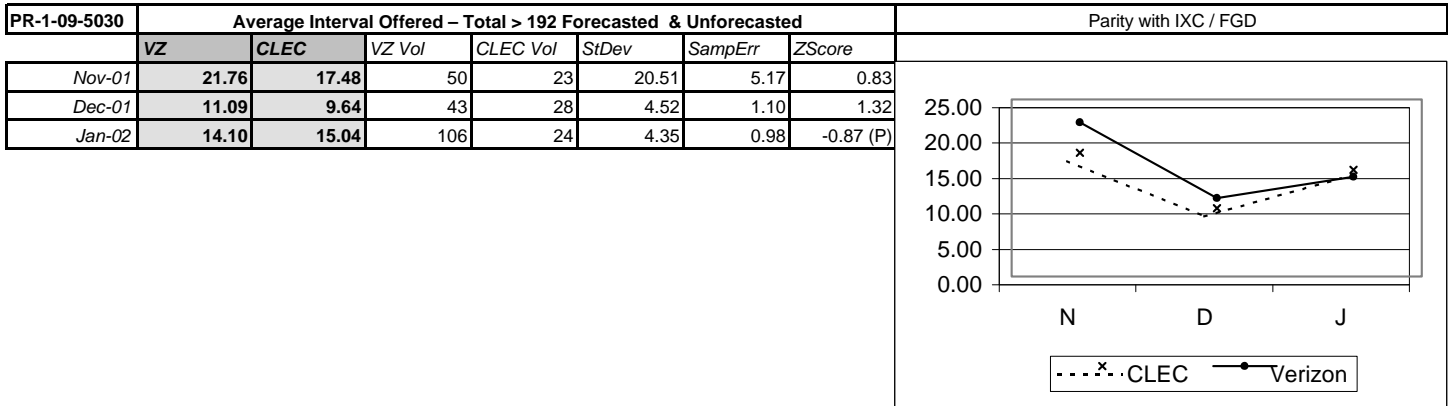 PR-1-09-5030 Average Interval Offered – Total > 192 Forecasted & Unforecasted Parity with IXC / FGD
VZ CLEC VZ Vol CLEC Vol StDev SampErr ZScore
Nov-01 21.76 17.48 50 23 20.51 5.17 0.83
Dec-01 11.09 9.64 43 28 4.52 1.10 1.32
Jan-02 14.10 15.04 106 24 4.35 0.98 -0.87 (P)
25.00
20.00
15.00
10.00
5.00
0.00
N D J
CLEC Verizon